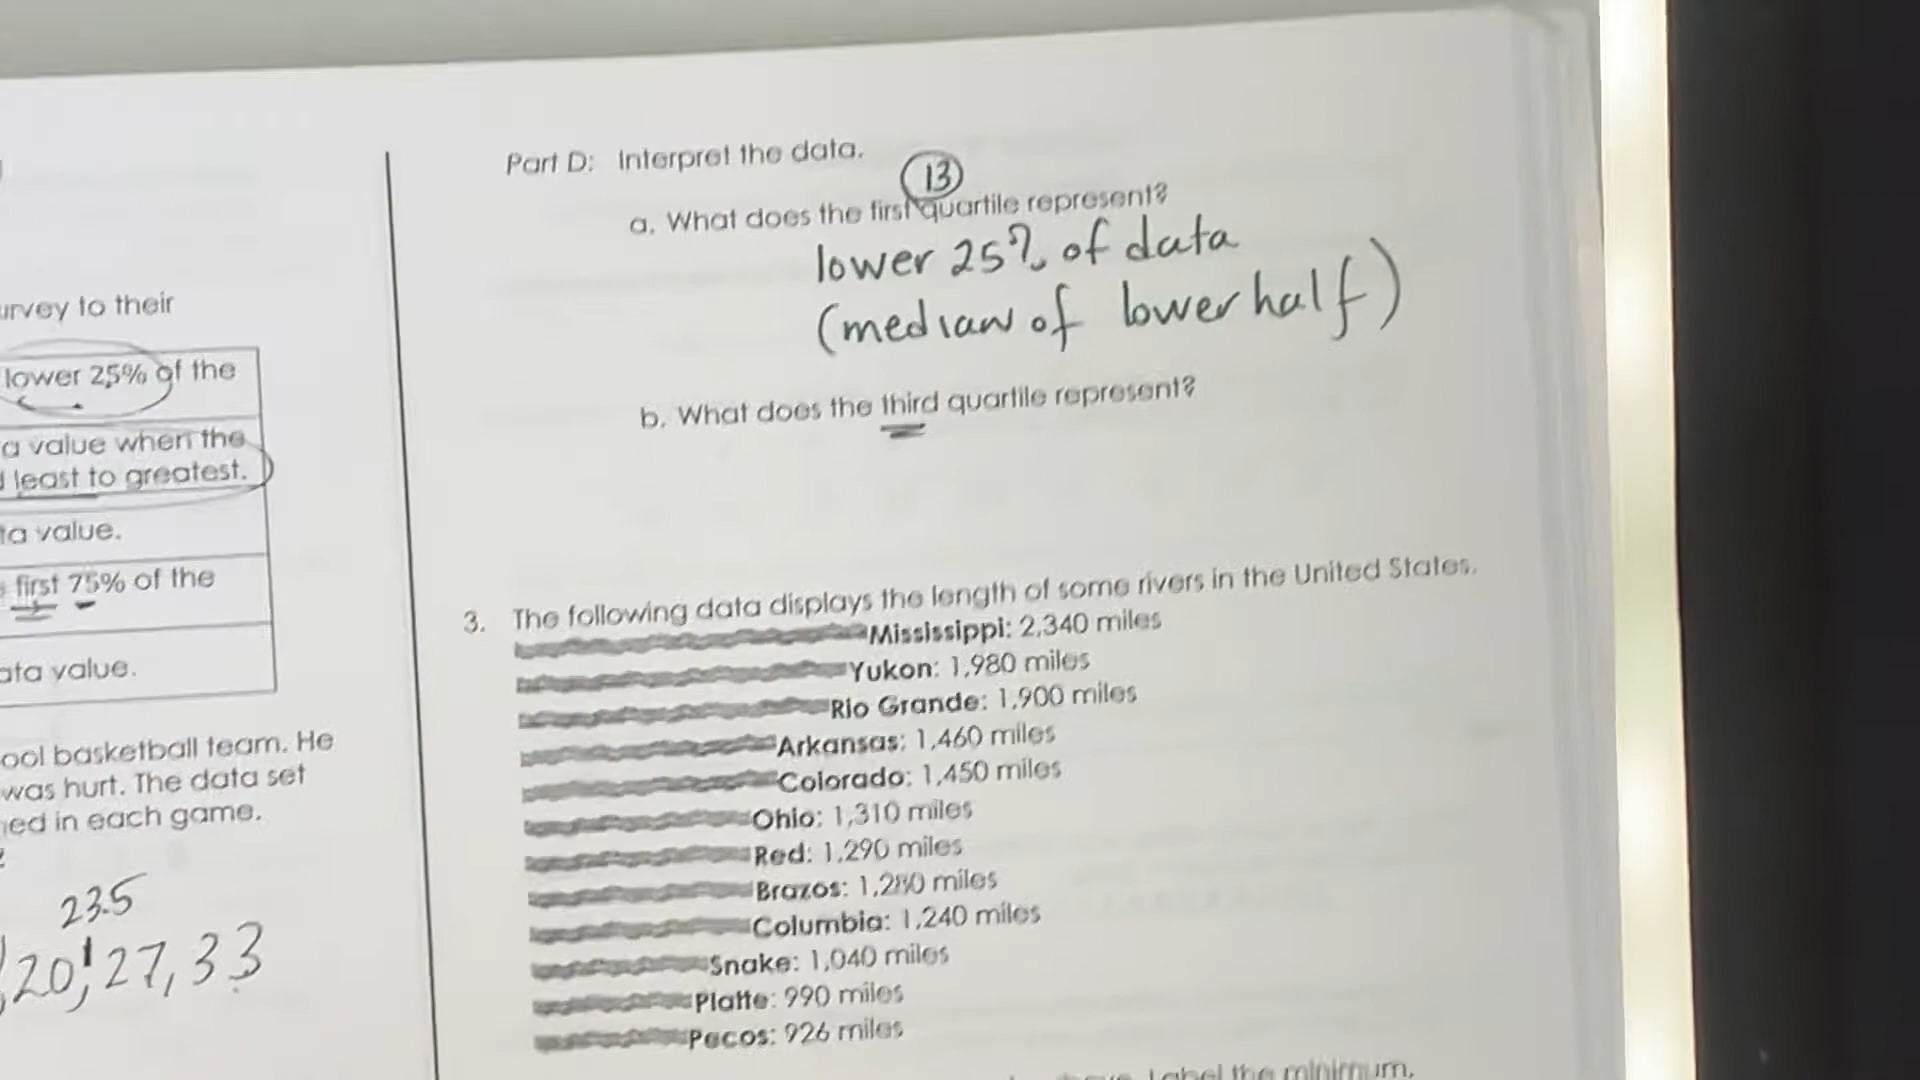 urvey to their
lower 25% of the
a value when the
least to greatest.
ta value.
first 75% of the
ata value.
ool basketball team. He
was hurt. The data set
ed in each game.
23.5
20, 27, 33
Part D: Interpret the data.
13
a. What does the first quartile represent?
lower 25% of data
(median of lower half)
b. What does the third quartile represent?
3. The following data displays the length of some rivers in the United States.
Mississippi: 2,340 miles
Yukon: 1,980 miles
Rio Grande: 1,900 miles
Arkansas: 1,460 miles
Colorado: 1,450 miles
Ohio: 1,310 miles
Red: 1,290 miles
Brazos: 1,280 miles
Columbia: 1,240 miles
Snake: 1,040 miles
Platte: 990 miles
Pecos: 926 miles
Label the minimum,